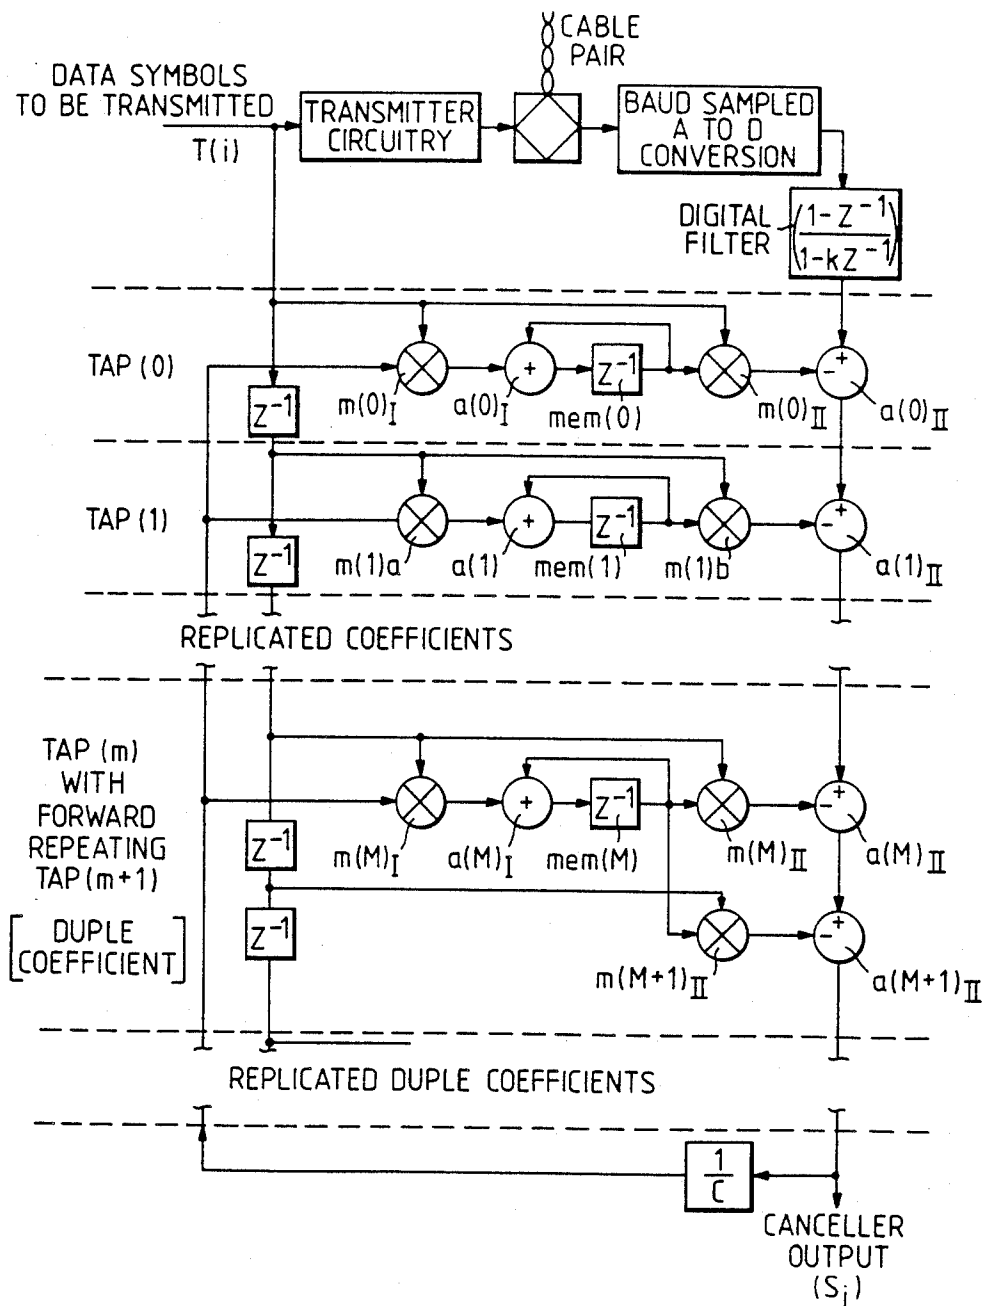 CABLE
PAIR
DATA SYMBOLS
TO BE TRANSMITTED
T(i)
TRANSMITTER
CIRCUITRY
BAUD SAMPLED
A TO D
CONVERSION
DIGITAL
FILTER
(1-Z⁻¹
1-kZ⁻¹)
TAP (0)
Z⁻¹
+
Z⁻¹
- +
m(0)I
a(0)I
mem(0)
m(0)II
a(0)II
TAP (1)
Z⁻¹
+
Z⁻¹
- +
m(1)a
a(1)
mem(1)
m(1)b
a(1)II
REPLICATED COEFFICIENTS
TAP (m)
WITH
FORWARD
REPEATING
TAP(m+1)
[DUPLE
COEFFICIENT]
+
Z⁻¹
- +
Z⁻¹
m(M)I
a(M)I
mem(M)
m(M)II
a(M)II
Z⁻¹
- +
m(M+1)II
a(M+1)II
REPLICATED DUPLE COEFFICIENTS
1
C
CANCELLER
OUTPUT
(Si)